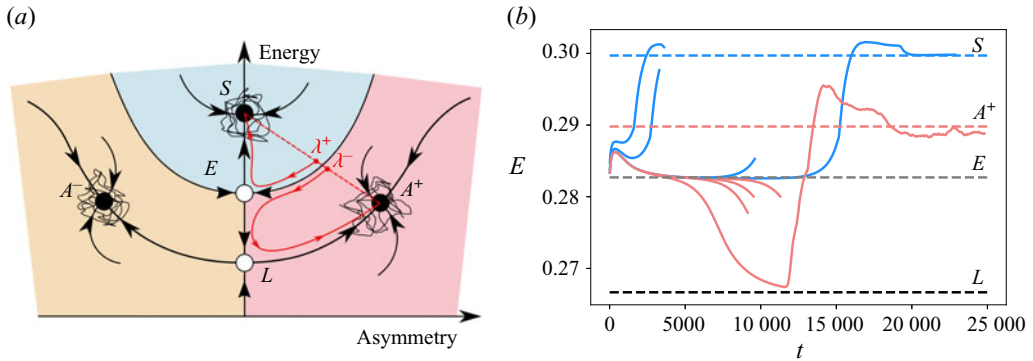 (a)
Energy
S
λ⁺
λ⁻
E
A⁻
A⁺
L
Asymmetry
(b)
0.30
0.29
0.28
0.27
E
S
A⁺
E
L
0
5000
10 000
15 000
20 000
25 000
t